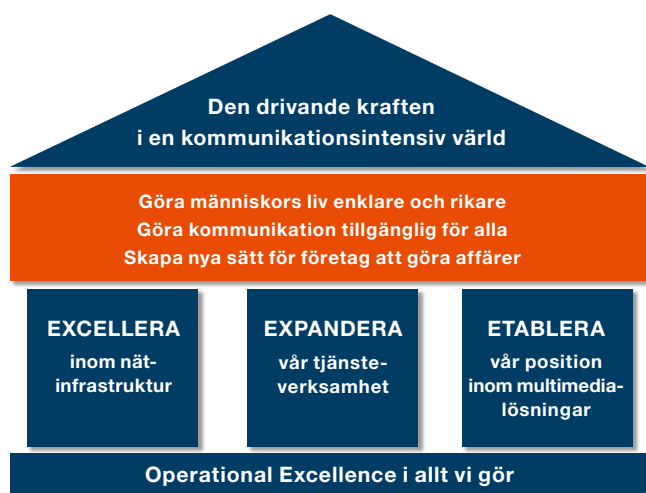 Den drivande kraften
i en kommunikationsintensiv värld
Göra människors liv enklare och rikare
Göra kommunikation tillgänglig för alla
Skapa nya sätt för företag att göra affärer
EXCELLERA
inom nät-
infrastruktur
EXPANDERA
vår tjänste-
verksamhet
ETABLERA
vår position
inom multimedia-
lösningar
Operational Excellence i allt vi gör